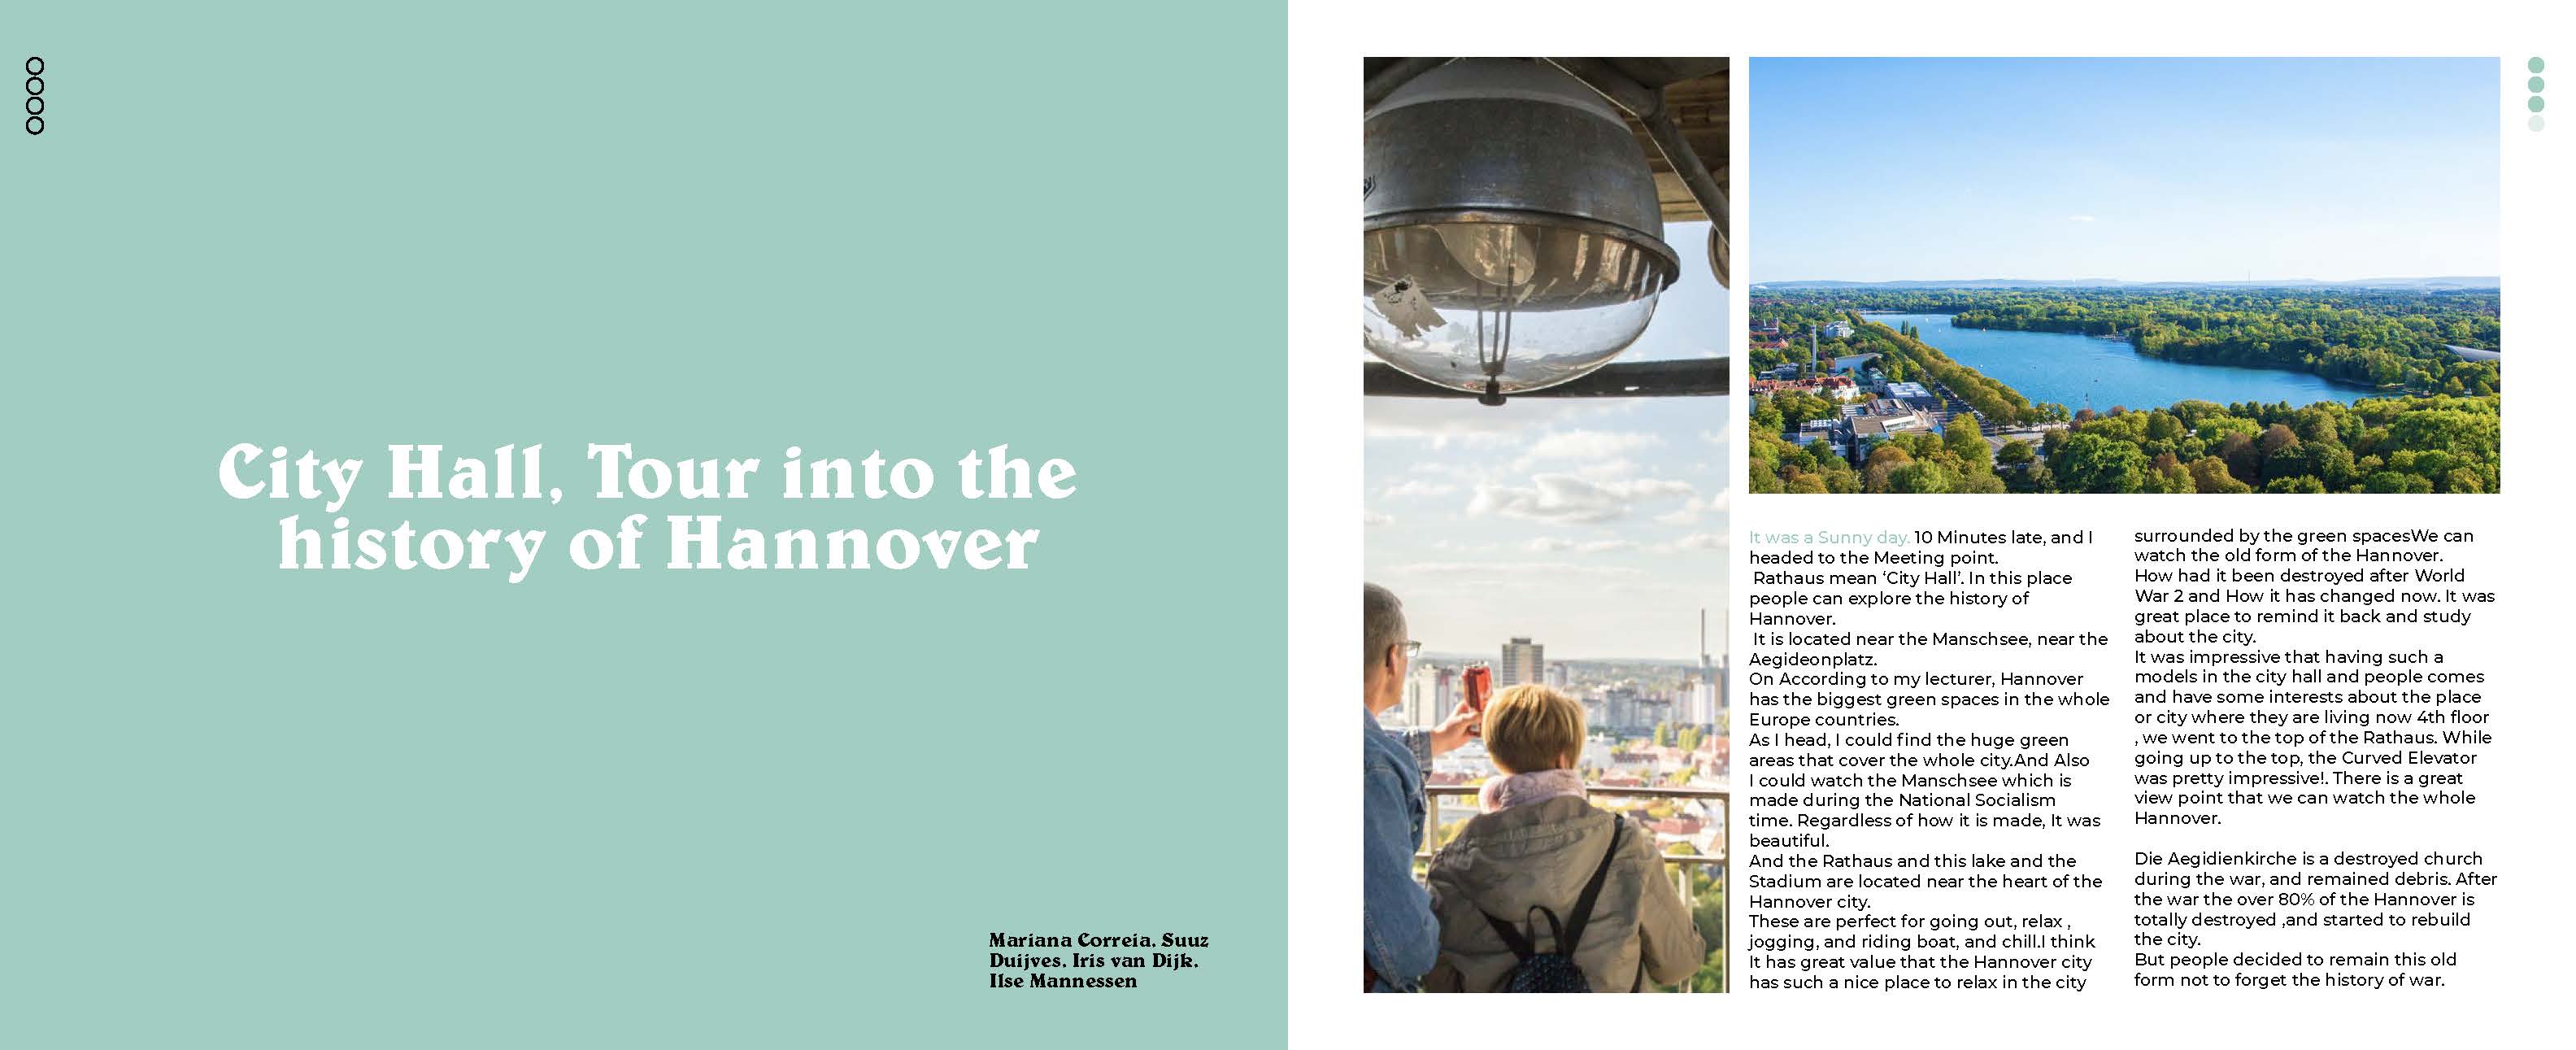 City Hall, Tour into the
history of Hannover
Mariana Correia. Suuz
Duijves. Iris van Dijk.
Ilse Mannessen
It was a Sunny day. 10 Minutes late, and I
headed to the Meeting point.
Rathaus mean ‘City Hall’. In this place
people can explore the history of
Hannover.
It is located near the Manschsee, near the
Aegideonplatz.
On According to my lecturer, Hannover
has the biggest green spaces in the whole
Europe countries.
As I head, I could find the huge green
areas that cover the whole city.And Also
I could watch the Manschsee which is
made during the National Socialism
time. Regardless of how it is made, It was
beautiful.
And the Rathaus and this lake and the
Stadium are located near the heart of the
Hannover city.
These are perfect for going out, relax ,
jogging, and riding boat, and chill.I think
It has great value that the Hannover city
has such a nice place to relax in the city
surrounded by the green spacesWe can
watch the old form of the Hannover.
How had it been destroyed after World
War 2 and How it has changed now. It was
great place to remind it back and study
about the city.
It was impressive that having such a
models in the city hall and people comes
and have some interests about the place
or city where they are living now 4th floor
, we went to the top of the Rathaus. While
going up to the top, the Curved Elevator
was pretty impressive!. There is a great
view point that we can watch the whole
Hannover.
Die Aegidienkirche is a destroyed church
during the war, and remained debris. After
the war the over 80% of the Hannover is
totally destroyed ,and started to rebuild
the city.
But people decided to remain this old
form not to forget the history of war.